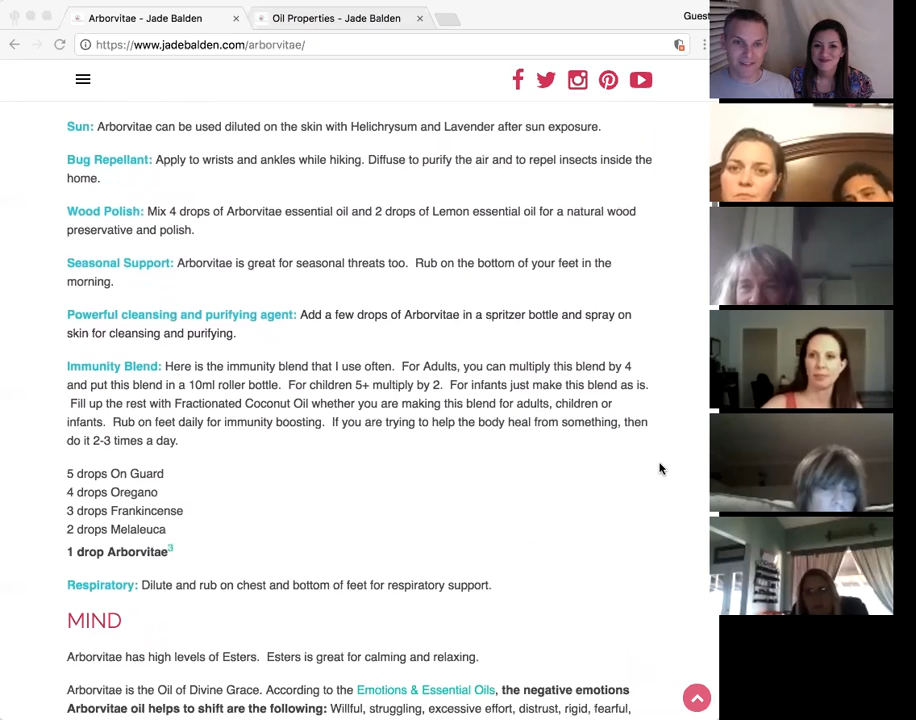 Arborvitae - Jade Balden
Oil Properties - Jade Balden
Guest
https://www.jadebalden.com/arborvitae/
Sun: Arborvitae can be used diluted on the skin with Helichrysum and Lavender after sun exposure.
Bug Repellant: Apply to wrists and ankles while hiking. Diffuse to purify the air and to repel insects inside the
home.
Wood Polish: Mix 4 drops of Arborvitae essential oil and 2 drops of Lemon essential oil for a natural wood
preservative and polish.
Seasonal Support: Arborvitae is great for seasonal threats too. Rub on the bottom of your feet in the
morning.
Powerful cleansing and purifying agent: Add a few drops of Arborvitae in a spritzer bottle and spray on
skin for cleansing and purifying.
Immunity Blend: Here is the immunity blend that I use often. For Adults, you can multiply this blend by 4
and put this blend in a 10ml roller bottle. For children 5+ multiply by 2. For infants just make this blend as is.
Fill up the rest with Fractionated Coconut Oil whether you are making this blend for adults, children or
infants. Rub on feet daily for immunity boosting. If you are trying to help the body heal from something, then
do it 2-3 times a day.
5 drops On Guard
4 drops Oregano
3 drops Frankincense
2 drops Melaleuca
1 drop Arborvitae3
Respiratory: Dilute and rub on chest and bottom of feet for respiratory support.
MIND
Arborvitae has high levels of Esters. Esters is great for calming and relaxing.
Arborvitae is the Oil of Divine Grace. According to the Emotions & Essential Oils, the negative emotions
Arborvitae oil helps to shift are the following: Willful, struggling, excessive effort, distrust, rigid, fearful,